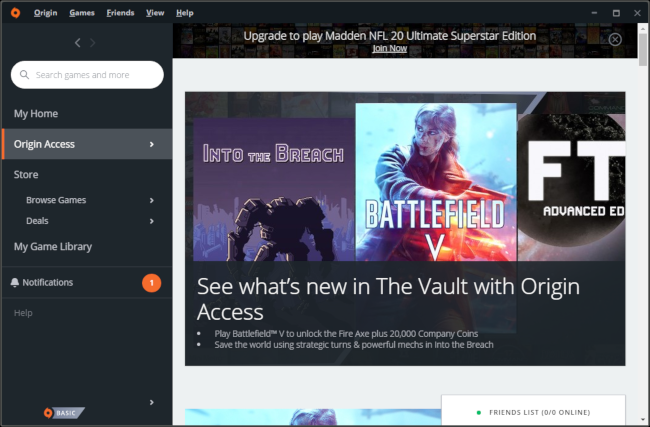 Origin Games Friends View Help
Upgrade to play Madden NFL 20 Ultimate Superstar Edition
Join Now
Search games and more
My Home
Origin Access
Store
Browse Games
Deals
My Game Library
Notifications 1
Help
BASIC
INTO THE BREACH
BATTLEFIELD
V
FT
ADVANCED ED
See what's new in The Vault with Origin
Access
• Play Battlefield™ V to unlock the Fire Axe plus 20,000 Company Coins
• Save the world using strategic turns & powerful mechs in Into the Breach
FRIENDS LIST (0/0 ONLINE)